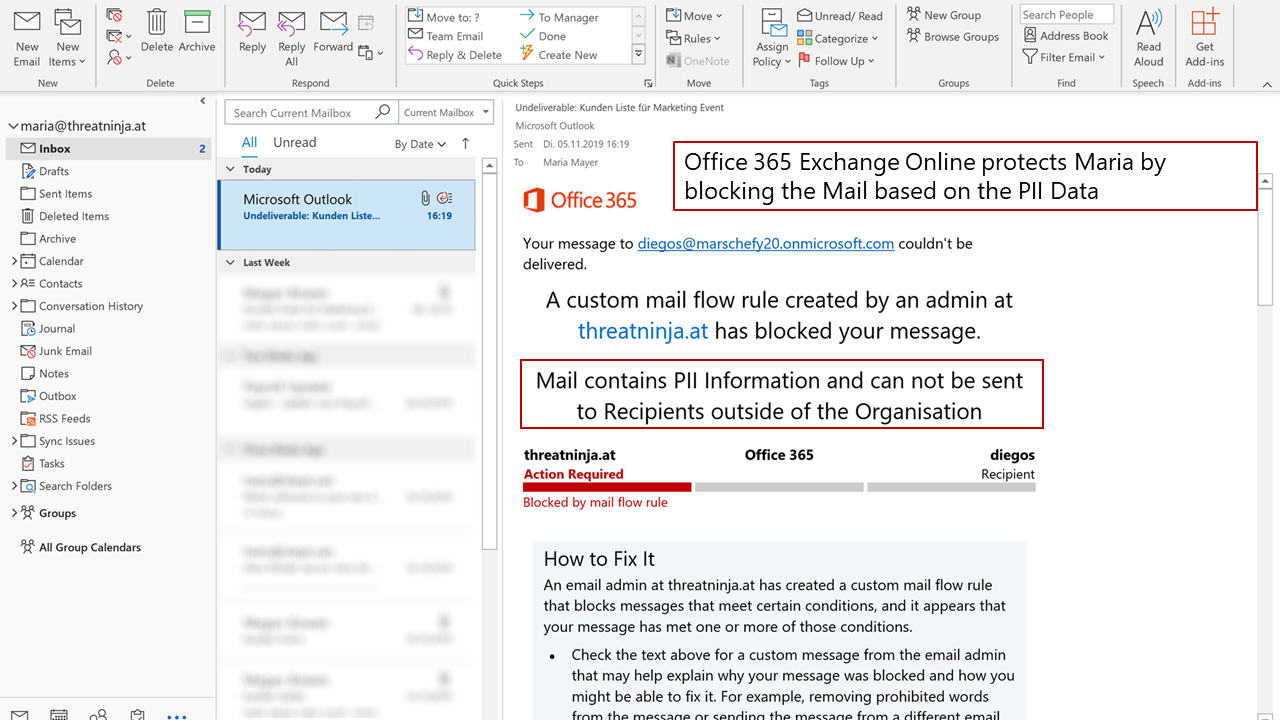 New Email
New Items
Delete
Archive
New
Delete
Reply
Reply All
Forward
Respond
Move to: ?
To Manager
Team Email
Done
Reply & Delete
Create New
Quick Steps
Move
Rules
OneNote
Move
Assign Policy
Unread/ Read
Categorize
Follow Up
Tags
New Group
Browse Groups
Groups
Search People
Address Book
Filter Email
Find
Read Aloud
Speech
Get Add-ins
Add-ins
maria@threatninja.at
Inbox 2
Drafts
Sent Items
Deleted Items
Archive
Calendar
Contacts
Conversation History
Journal
Junk Email
Notes
Outbox
RSS Feeds
Sync Issues
Tasks
Search Folders
Groups
All Group Calendars
Search Current Mailbox
Current Mailbox
All Unread
By Date
Today
Microsoft Outlook
Undeliverable: Kunden Liste... 16:19
Last Week
Undeliverable: Kunden Liste für Marketing Event
Microsoft Outlook
Sent Di. 05.11.2019 16:19
To Maria Mayer
Office 365 Exchange Online protects Maria by
blocking the Mail based on the PII Data
Office 365
Your message to diegos@marschefy20.onmicrosoft.com couldn't be
delivered.
A custom mail flow rule created by an admin at
threatninja.at has blocked your message.
Mail contains PII Information and can not be sent
to Recipients outside of the Organisation
threatninja.at Office 365 diegos
Action Required Recipient
Blocked by mail flow rule
How to Fix It
An email admin at threatninja.at has created a custom mail flow rule
that blocks messages that meet certain conditions, and it appears that
your message has met one or more of those conditions.
• Check the text above for a custom message from the email admin
that may help explain why your message was blocked and how you
might be able to fix it. For example, removing prohibited words
from the message or sending the message from a different email